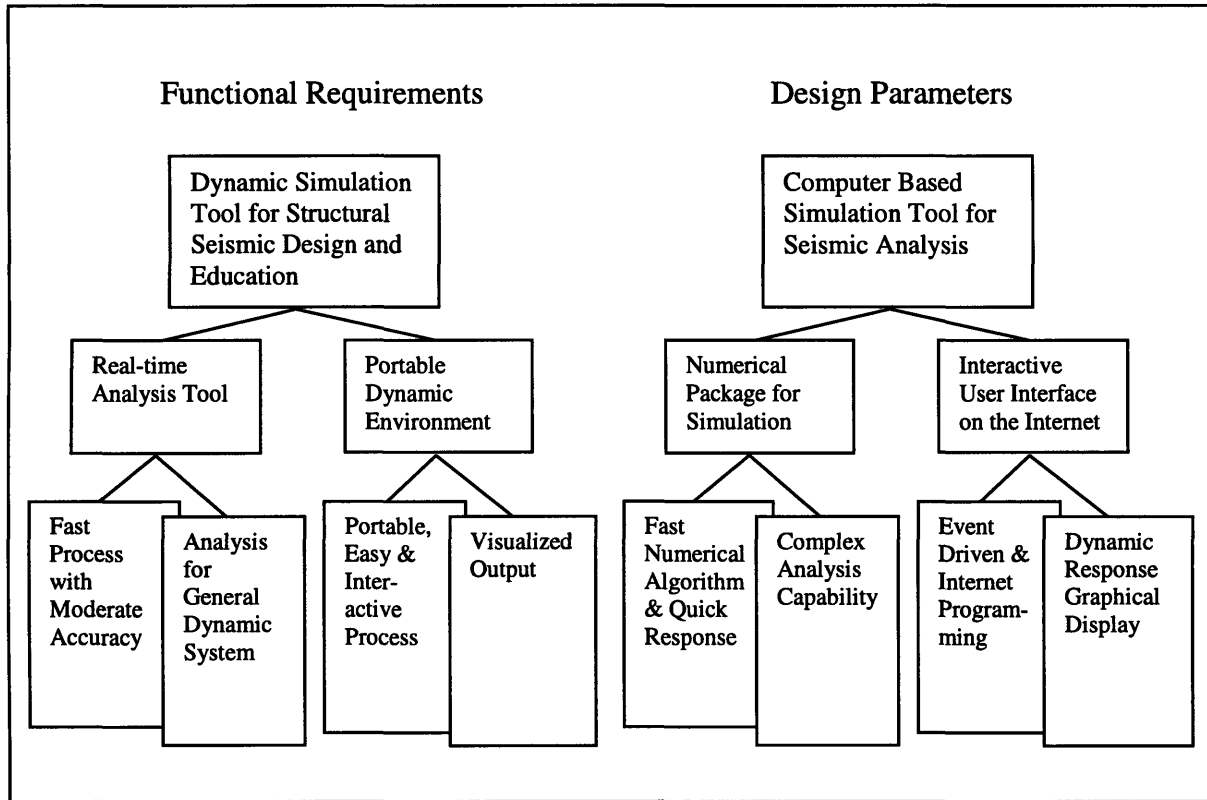 Functional Requirements
Design Parameters
Dynamic Simulation
Tool for Structural
Seismic Design and
Education
Computer Based
Simulation Tool for
Seismic Analysis
Real-time
Analysis Tool
Portable
Dynamic
Environment
Numerical
Package for
Simulation
Interactive
User Interface
on the Internet
Fast
Process
with
Moderate
Accuracy
Analysis
for
General
Dynamic
System
Portable,
Easy &
Inter-
active
Process
Visualized
Output
Fast
Numerical
Algorithm
& Quick
Response
Complex
Analysis
Capability
Event
Driven &
Internet
Program-
ming
Dynamic
Response
Graphical
Display